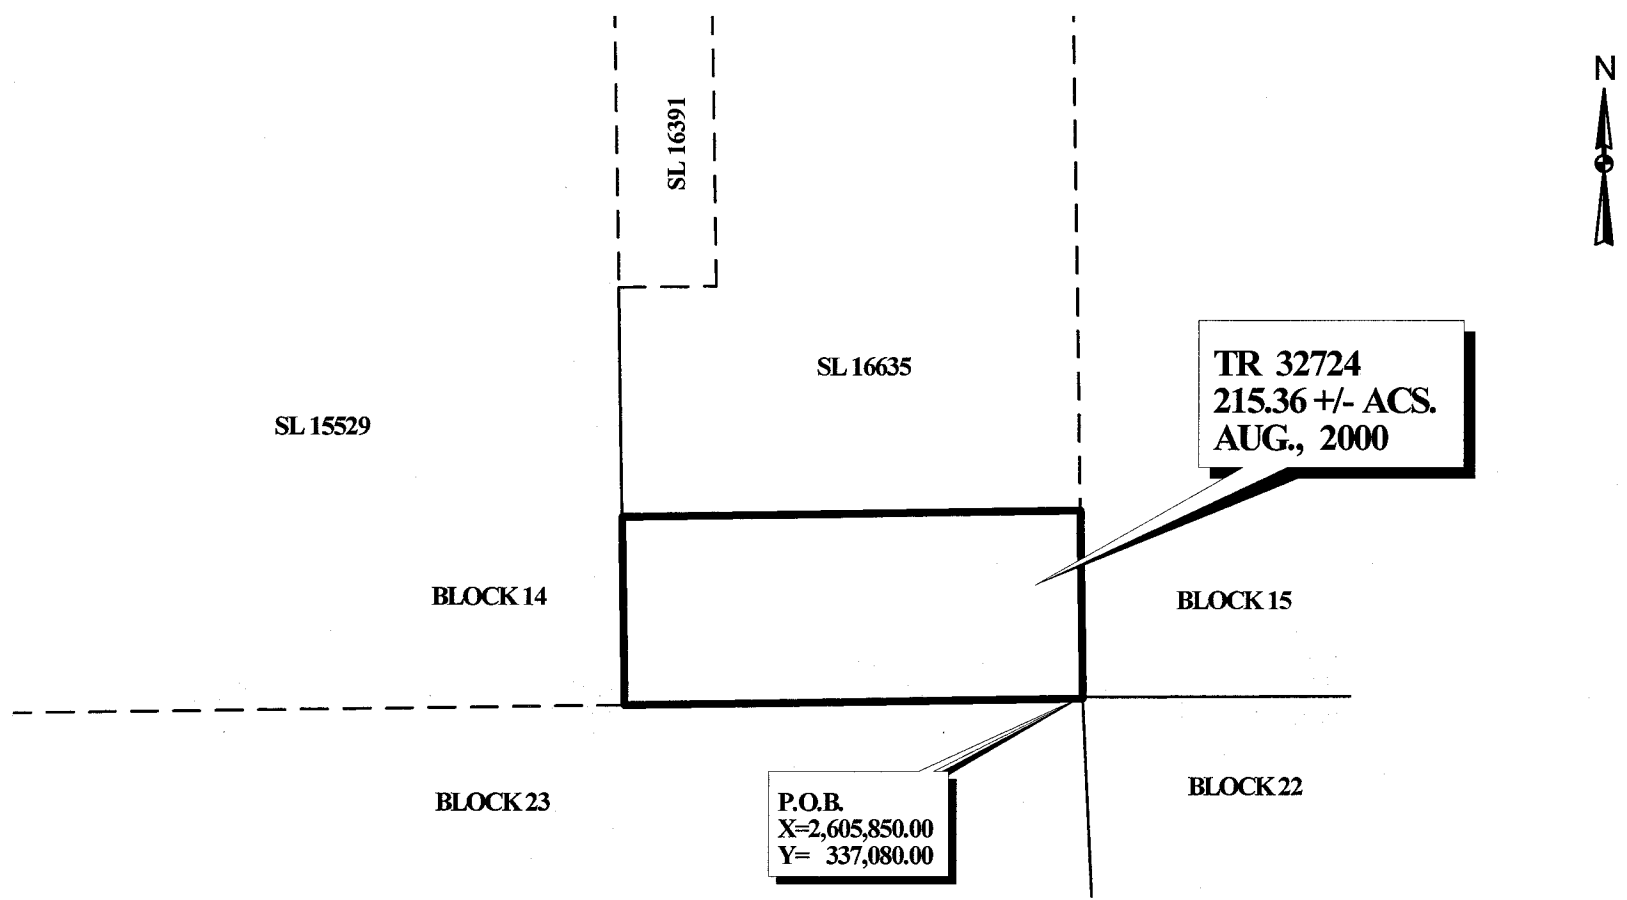 N
SL 16391
SL 16635
TR 32724
215.36 +/- ACS.
AUG., 2000
SL 15529
BLOCK 14
BLOCK 15
BLOCK 23
P.O.B.
X=2,605,850.00
Y= 337,080.00
BLOCK 22